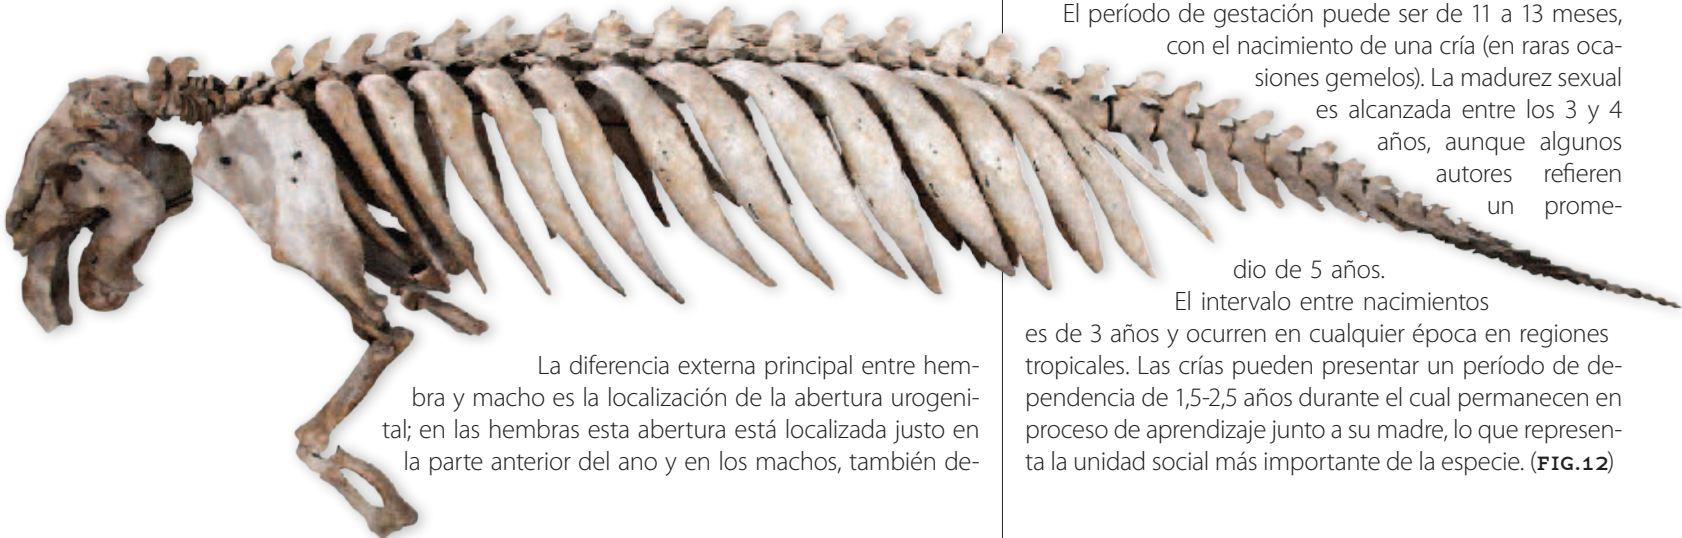 La diferencia externa principal entre hem-
bra y macho es la localización de la abertura urogeni-
tal; en las hembras esta abertura está localizada justo en
la parte anterior del ano y en los machos, también de-
El período de gestación puede ser de 11 a 13 meses,
con el nacimiento de una cría (en raras oca-
siones gemelos). La madurez sexual
es alcanzada entre los 3 y 4
años, aunque algunos
autores refieren
un prome-
dio de 5 años.
El intervalo entre nacimientos
es de 3 años y ocurren en cualquier época en regiones
tropicales. Las crías pueden presentar un período de de-
pendencia de 1,5-2,5 años durante el cual permanecen en
proceso de aprendizaje junto a su madre, lo que represen-
ta la unidad social más importante de la especie. (FIG.12)